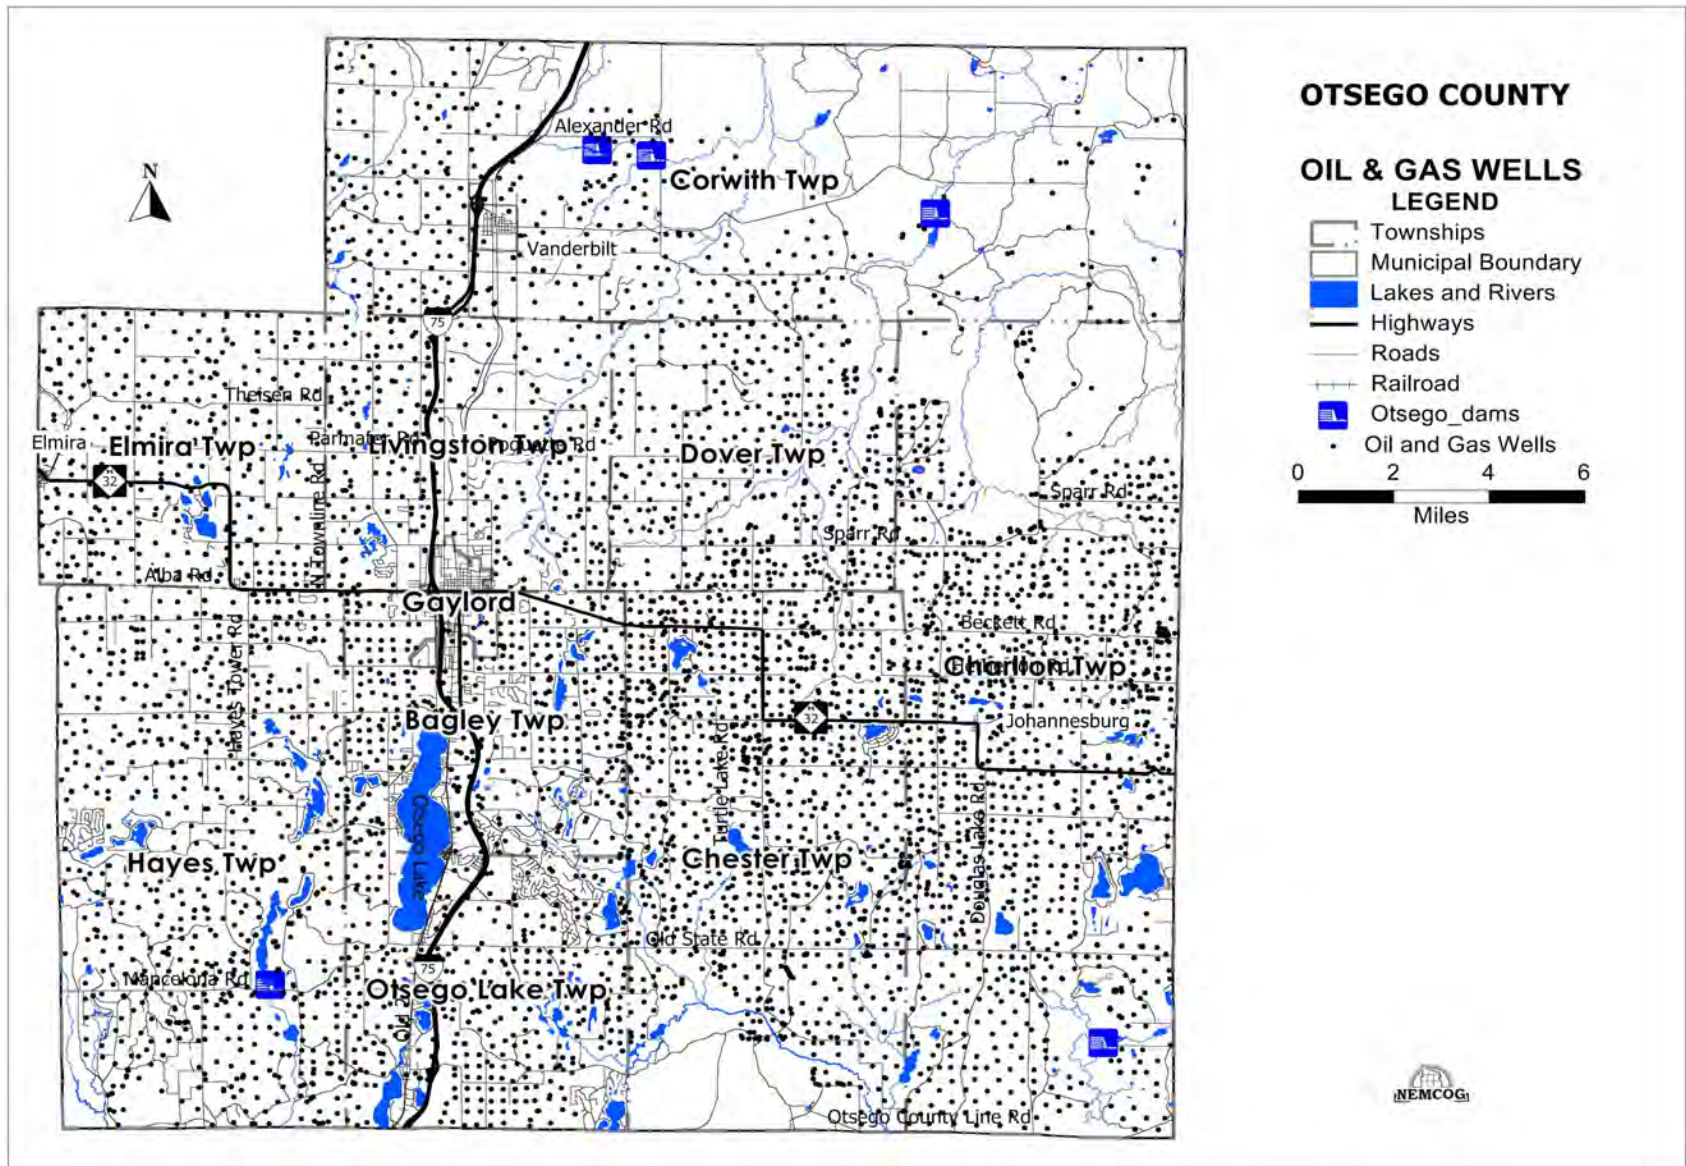 OTSEGO COUNTY
OIL & GAS WELLS
LEGEND
Townships
Municipal Boundary
Lakes and Rivers
Highways
Roads
Railroad
Otsego_dams
Oil and Gas Wells
0 2 4 6
Miles
NEMCOG
N
Alexander Rd
Corwith Twp
Vanderbilt
75
Theisen Rd
Elmira
Elmira Twp
Parmater Rd
Livingston Twp
Dover Twp
32
N Townline Rd
Sparr Rd
Sparr Rd
Alba Rd
Gaylord
Hayes Tower Rd
Beckett Rd
Charlton Twp
Bagley Twp
32
Johannesburg
Turtle Lake Rd
Otsego Lake
Douglas Lake Rd
Hayes Twp
Chester Twp
Old State Rd
75
Mancelona Rd
Otsego Lake Twp
Otsego County Line Rd